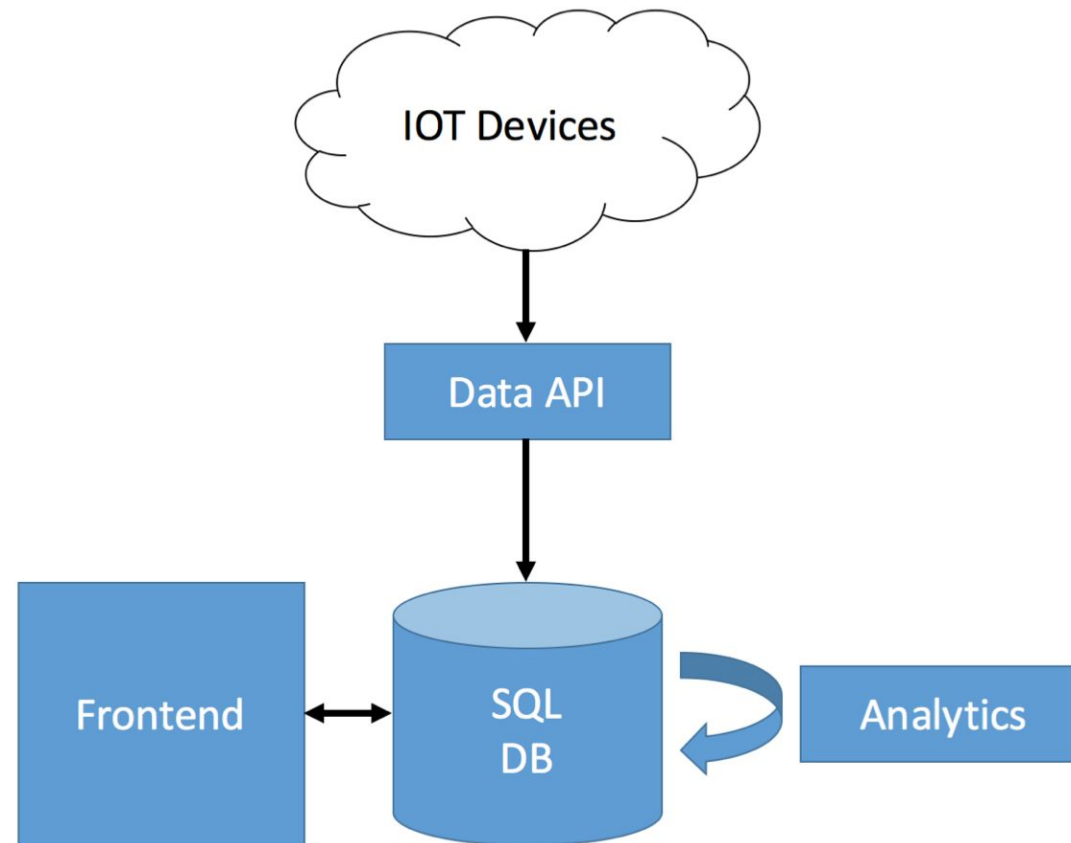 IOT Devices
Data API
Frontend
SQL
DB
Analytics